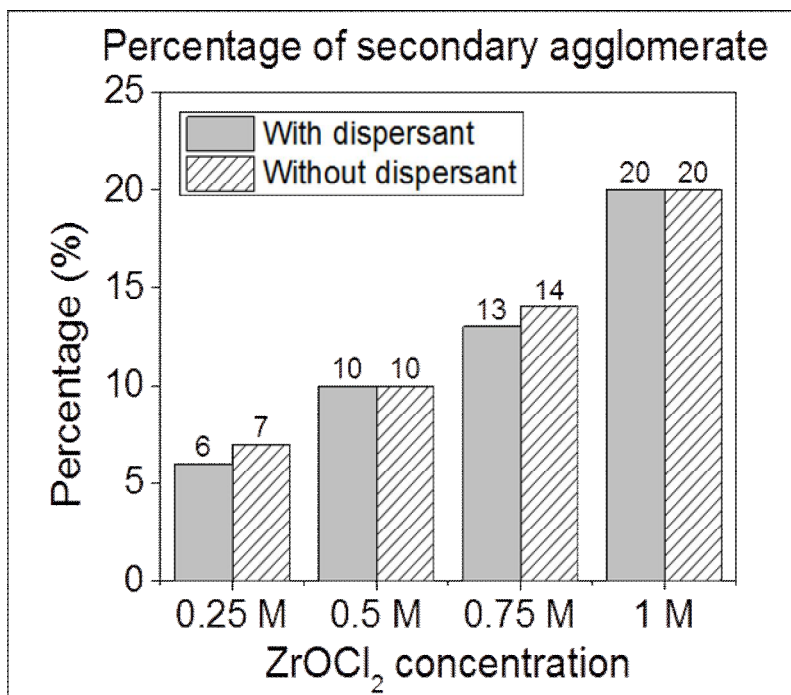 Percentage of secondary agglomerate
25
20
15
10
5
0
Percentage (%)
With dispersant
Without dispersant
6
7
10
10
13
14
20
20
0.25 M
0.5 M
0.75 M
1 M
ZrOCl₂ concentration